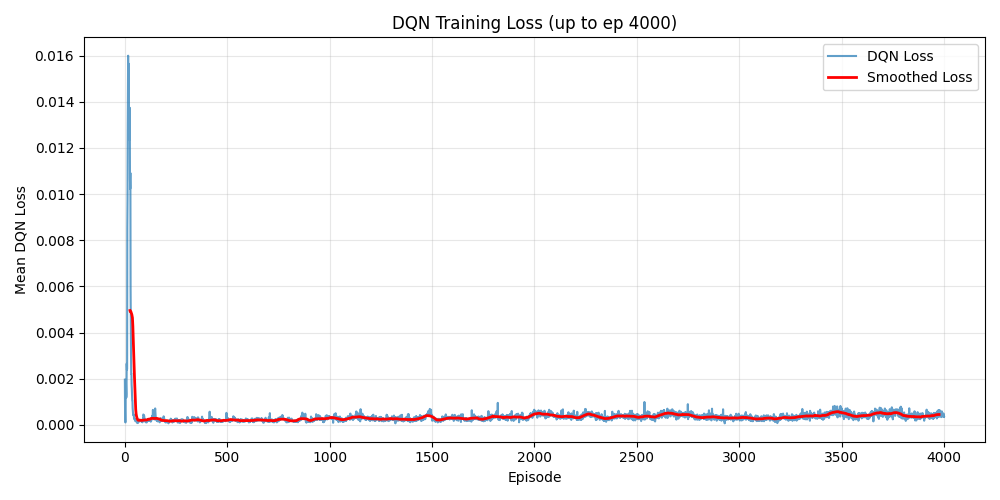 DQN Training Loss (up to ep 4000)
DQN Loss
Smoothed Loss
Mean DQN Loss
0.016
0.014
0.012
0.010
0.008
0.006
0.004
0.002
0.000
0 500 1000 1500 2000 2500 3000 3500 4000
Episode